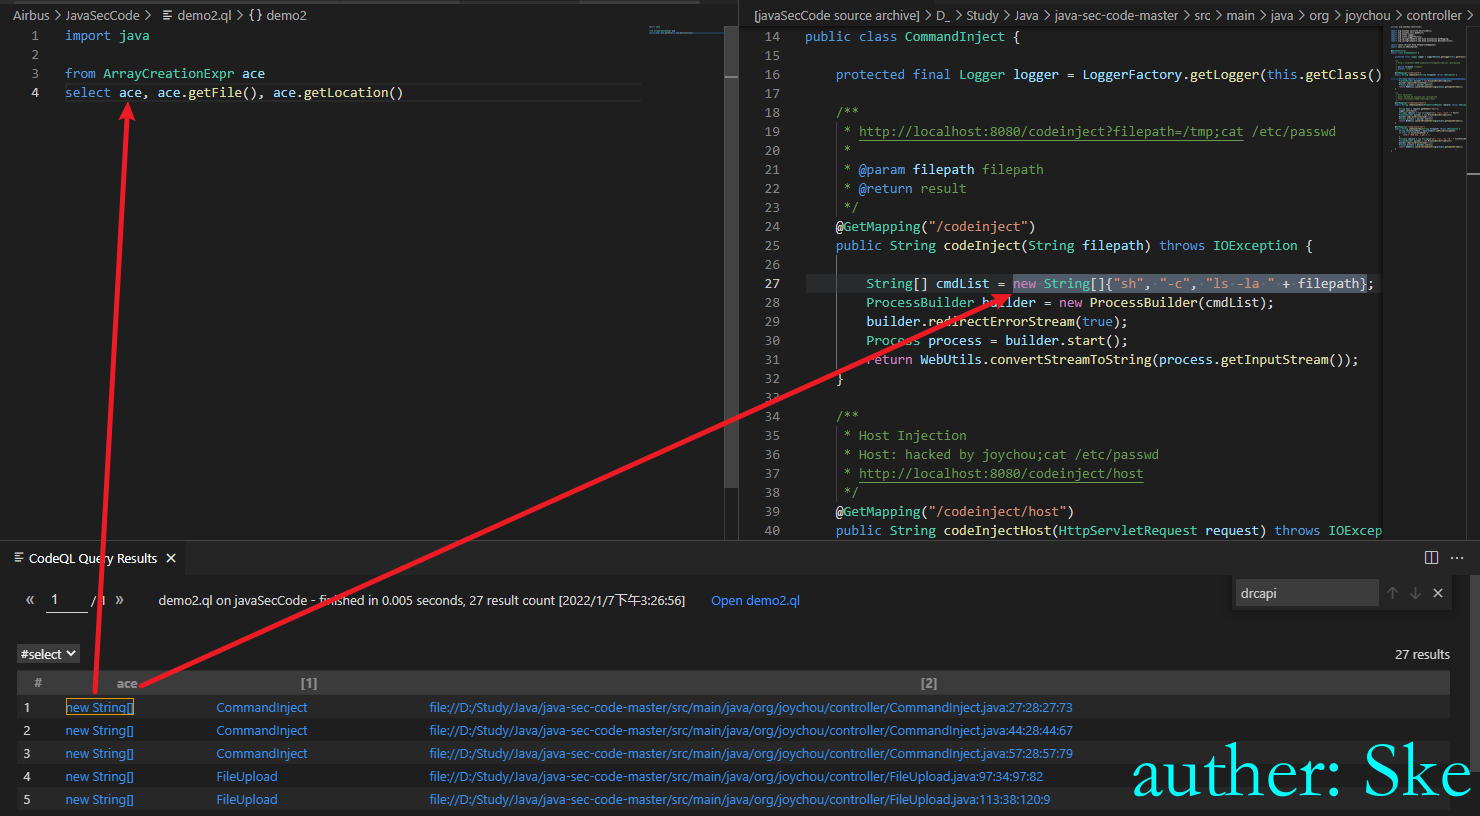 Airbus > JavaSecCode > demo2.ql > {} demo2
1 import java
2
3 from ArrayCreationExpr ace
4 select ace, ace.getFile(), ace.getLocation()
[javaSecCode source archive] > D_ > Study > Java > java-sec-code-master > src > main > java > org > joychou > controller >
14 public class CommandInject {
15
16 protected final Logger logger = LoggerFactory.getLogger(this.getClass()
17
18 /**
19 * http://localhost:8080/codeinject?filepath=/tmp;cat /etc/passwd
20 *
21 * @param filepath filepath
22 * @return result
23 */
24 @GetMapping("/codeinject")
25 public String codeInject(String filepath) throws IOException {
26
27 String[] cmdList = new String[]{"sh", "-c", "ls -la " + filepath};
28 ProcessBuilder builder = new ProcessBuilder(cmdList);
29 builder.redirectErrorStream(true);
30 Process process = builder.start();
31 return WebUtils.convertStreamToString(process.getInputStream());
32 }
33
34 /**
35 * Host Injection
36 * Host: hacked by joychou;cat /etc/passwd
37 * http://localhost:8080/codeinject/host
38 */
39 @GetMapping("/codeinject/host")
40 public String codeInjectHost(HttpServletRequest request) throws IOExcep
CodeQL Query Results ×
« 1 / 1 » demo2.ql on javaSecCode - finished in 0.005 seconds, 27 result count [2022/1/7下午3:26:56] Open demo2.ql
drcapi
#select 27 results
# ace [1] [2]
1 new String[] CommandInject file://D:/Study/Java/java-sec-code-master/src/main/java/org/joychou/controller/CommandInject.java:27:28:27:73
2 new String[] CommandInject file://D:/Study/Java/java-sec-code-master/src/main/java/org/joychou/controller/CommandInject.java:44:28:44:67
3 new String[] CommandInject file://D:/Study/Java/java-sec-code-master/src/main/java/org/joychou/controller/CommandInject.java:57:28:57:79
4 new String[] FileUpload file://D:/Study/Java/java-sec-code-master/src/main/java/org/joychou/controller/FileUpload.java:97:34:97:82
5 new String[] FileUpload file://D:/Study/Java/java-sec-code-master/src/main/java/org/joychou/controller/FileUpload.java:113:38:120:9
auther: Ske